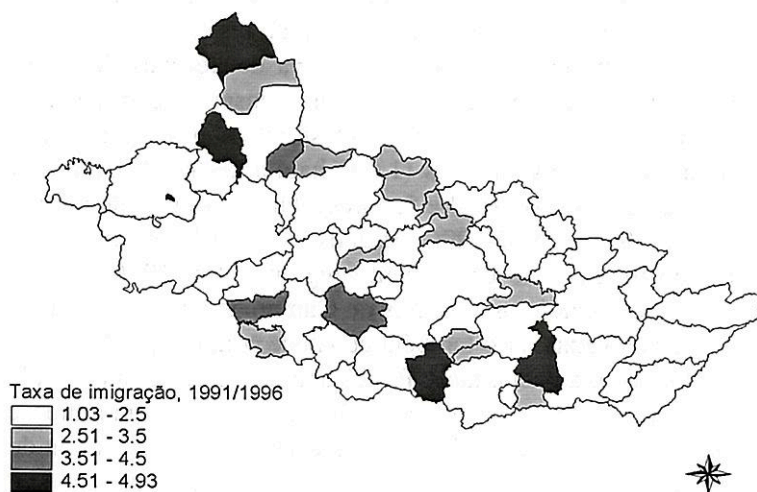 Taxa de imigração, 1991/1996
1.03 - 2.5
2.51 - 3.5
3.51 - 4.5
4.51 - 4.93